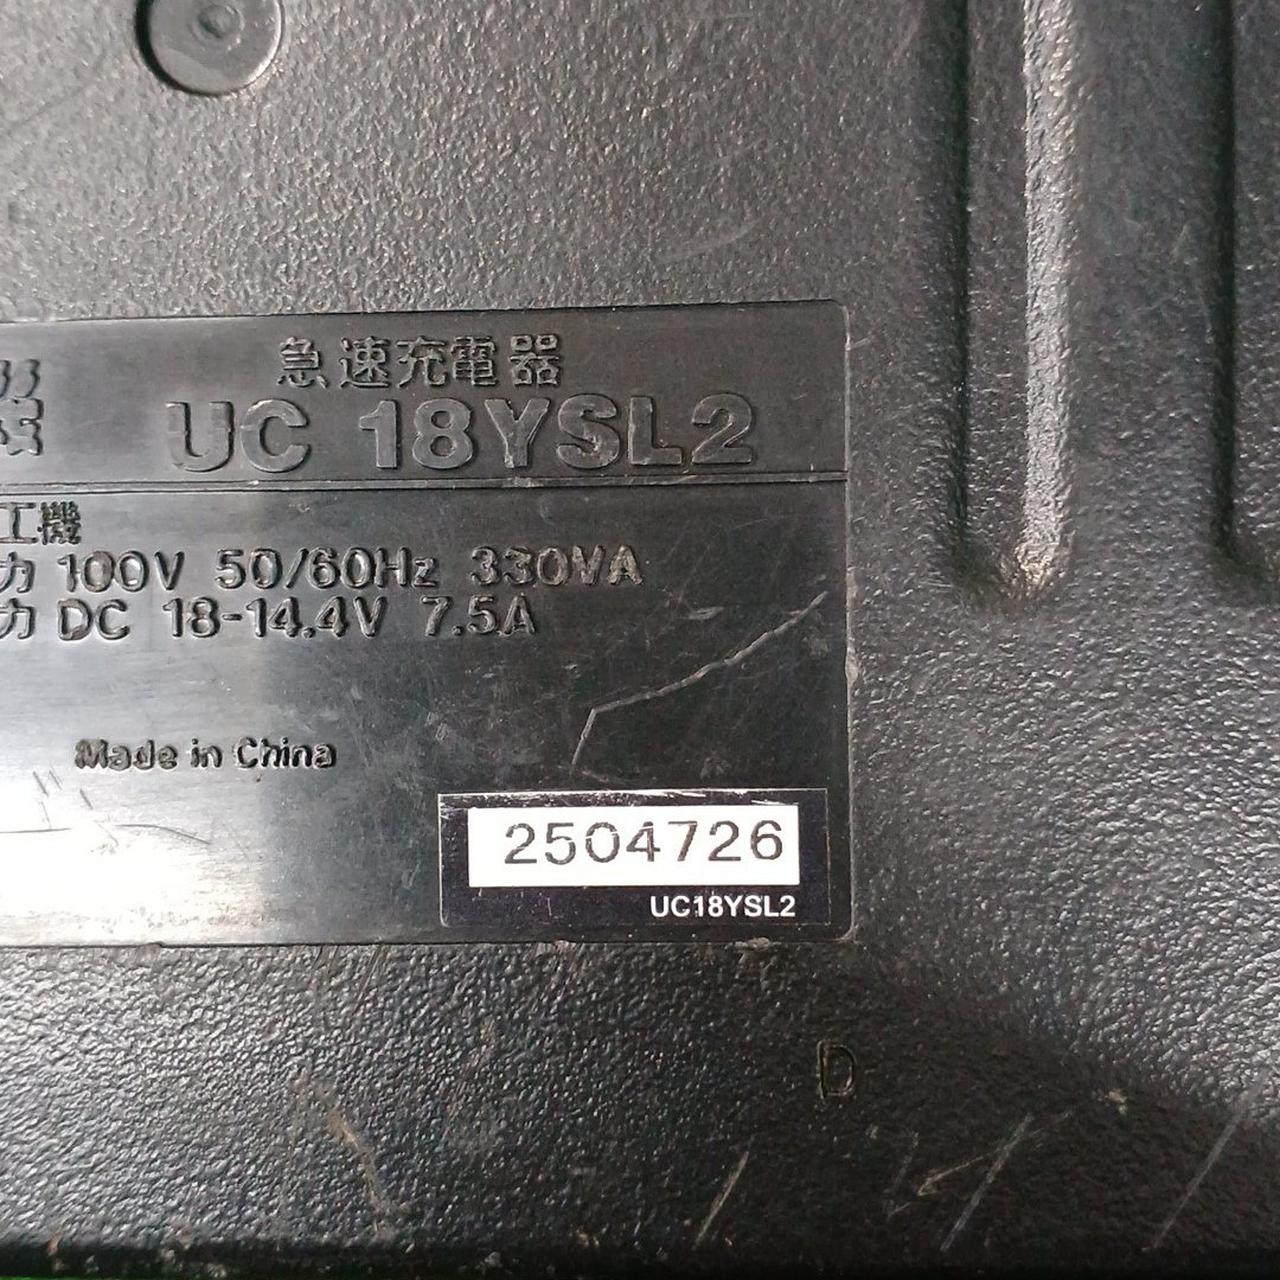 急速充電器
UC 18YSL2
工機
力 100V 50/60Hz 330VA
力 DC 18-14.4V 7.5A
Made in China
2504726
UC18YSL2
D